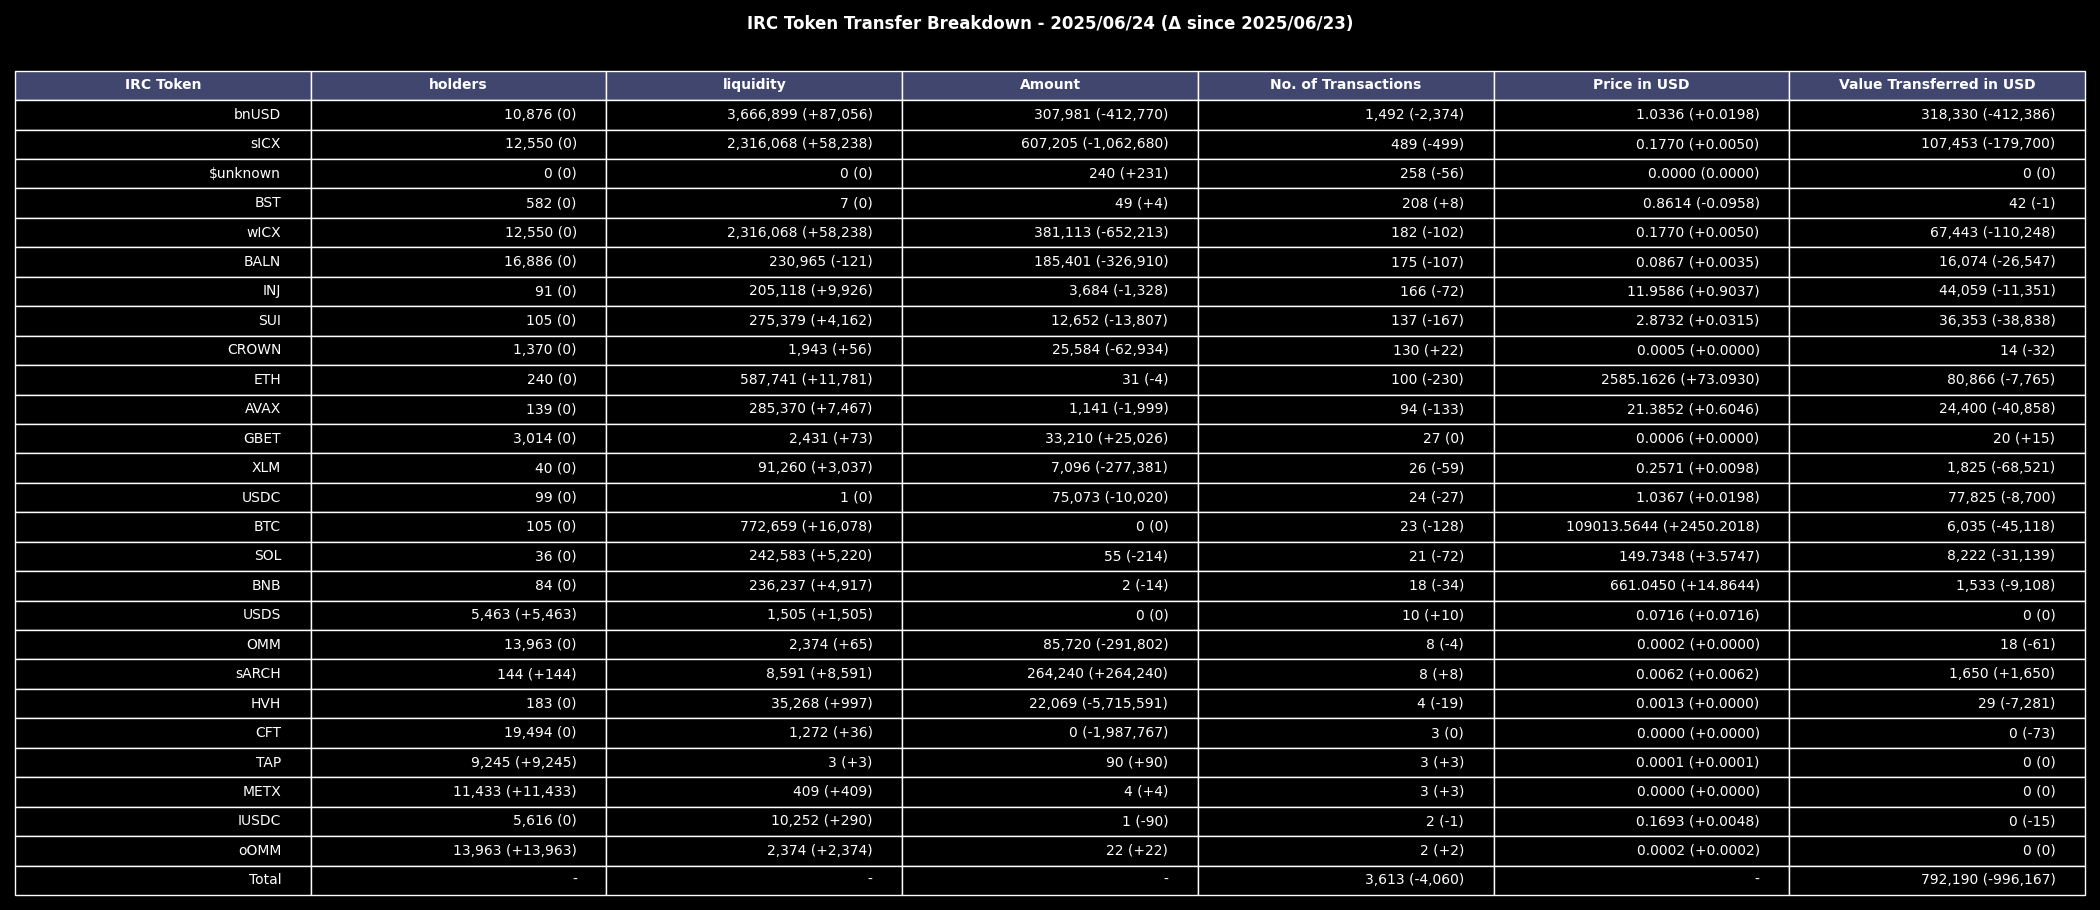 IRC Token Transfer Breakdown - 2025/06/24 (Δ since 2025/06/23)
IRC Token holders liquidity Amount No. of Transactions Price in USD Value Transferred in USD
bnUSD 10,876 (0) 3,666,899 (+87,056) 307,981 (-412,770) 1,492 (-2,374) 1.0336 (+0.0198) 318,330 (-412,386)
sICX 12,550 (0) 2,316,068 (+58,238) 607,205 (-1,062,680) 489 (-499) 0.1770 (+0.0050) 107,453 (-179,700)
$unknown 0 (0) 0 (0) 240 (+231) 258 (-56) 0.0000 (0.0000) 0 (0)
BST 582 (0) 7 (0) 49 (+4) 208 (+8) 0.8614 (-0.0958) 42 (-1)
wICX 12,550 (0) 2,316,068 (+58,238) 381,113 (-652,213) 182 (-102) 0.1770 (+0.0050) 67,443 (-110,248)
BALN 16,886 (0) 230,965 (-121) 185,401 (-326,910) 175 (-107) 0.0867 (+0.0035) 16,074 (-26,547)
INJ 91 (0) 205,118 (+9,926) 3,684 (-1,328) 166 (-72) 11.9586 (+0.9037) 44,059 (-11,351)
SUI 105 (0) 275,379 (+4,162) 12,652 (-13,807) 137 (-167) 2.8732 (+0.0315) 36,353 (-38,838)
CROWN 1,370 (0) 1,943 (+56) 25,584 (-62,934) 130 (+22) 0.0005 (+0.0000) 14 (-32)
ETH 240 (0) 587,741 (+11,781) 31 (-4) 100 (-230) 2585.1626 (+73.0930) 80,866 (-7,765)
AVAX 139 (0) 285,370 (+7,467) 1,141 (-1,999) 94 (-133) 21.3852 (+0.6046) 24,400 (-40,858)
GBET 3,014 (0) 2,431 (+73) 33,210 (+25,026) 27 (0) 0.0006 (+0.0000) 20 (+15)
XLM 40 (0) 91,260 (+3,037) 7,096 (-277,381) 26 (-59) 0.2571 (+0.0098) 1,825 (-68,521)
USDC 99 (0) 1 (0) 75,073 (-10,020) 24 (-27) 1.0367 (+0.0198) 77,825 (-8,700)
BTC 105 (0) 772,659 (+16,078) 0 (0) 23 (-128) 109013.5644 (+2450.2018) 6,035 (-45,118)
SOL 36 (0) 242,583 (+5,220) 55 (-214) 21 (-72) 149.7348 (+3.5747) 8,222 (-31,139)
BNB 84 (0) 236,237 (+4,917) 2 (-14) 18 (-34) 661.0450 (+14.8644) 1,533 (-9,108)
USDS 5,463 (+5,463) 1,505 (+1,505) 0 (0) 10 (+10) 0.0716 (+0.0716) 0 (0)
OMM 13,963 (0) 2,374 (+65) 85,720 (-291,802) 8 (-4) 0.0002 (+0.0000) 18 (-61)
sARCH 144 (+144) 8,591 (+8,591) 264,240 (+264,240) 8 (+8) 0.0062 (+0.0062) 1,650 (+1,650)
HVH 183 (0) 35,268 (+997) 22,069 (-5,715,591) 4 (-19) 0.0013 (+0.0000) 29 (-7,281)
CFT 19,494 (0) 1,272 (+36) 0 (-1,987,767) 3 (0) 0.0000 (+0.0000) 0 (-73)
TAP 9,245 (+9,245) 3 (+3) 90 (+90) 3 (+3) 0.0001 (+0.0001) 0 (0)
METX 11,433 (+11,433) 409 (+409) 4 (+4) 3 (+3) 0.0000 (+0.0000) 0 (0)
IUSDC 5,616 (0) 10,252 (+290) 1 (-90) 2 (-1) 0.1693 (+0.0048) 0 (-15)
oOMM 13,963 (+13,963) 2,374 (+2,374) 22 (+22) 2 (+2) 0.0002 (+0.0002) 0 (0)
Total - - - 3,613 (-4,060) - 792,190 (-996,167)